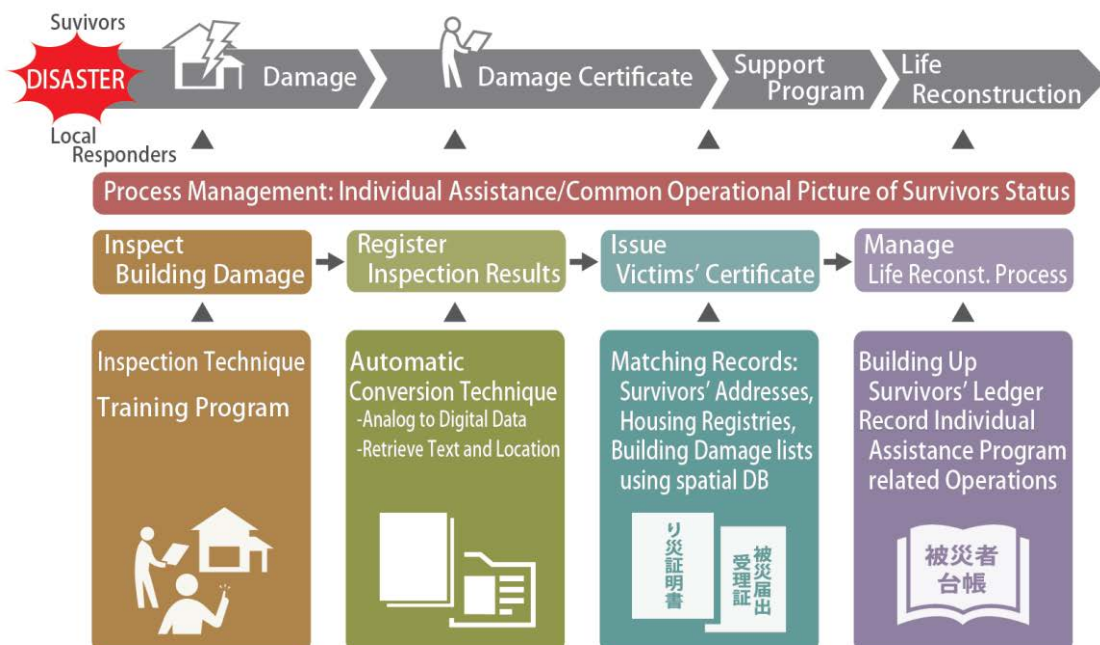 Suvivors
DISASTER
Local
Responders
Damage
Damage Certificate
Support
Program
Life
Reconstruction
Process Management: Individual Assistance/Common Operational Picture of Survivors Status
Inspect
Building Damage
Register
Inspection Results
Issue
Victims' Certificate
Manage
Life Reconst. Process
Inspection Technique
Training Program
Automatic
Conversion Technique
-Analog to Digital Data
-Retrieve Text and Location
Matching Records:
Survivors' Addresses,
Housing Registries,
Building Damage lists
using spatial DB
り災証明書
被災届出
受理証
Building Up
Survivors' Ledger
Record Individual
Assistance Program
related Operations
被災者
台帳